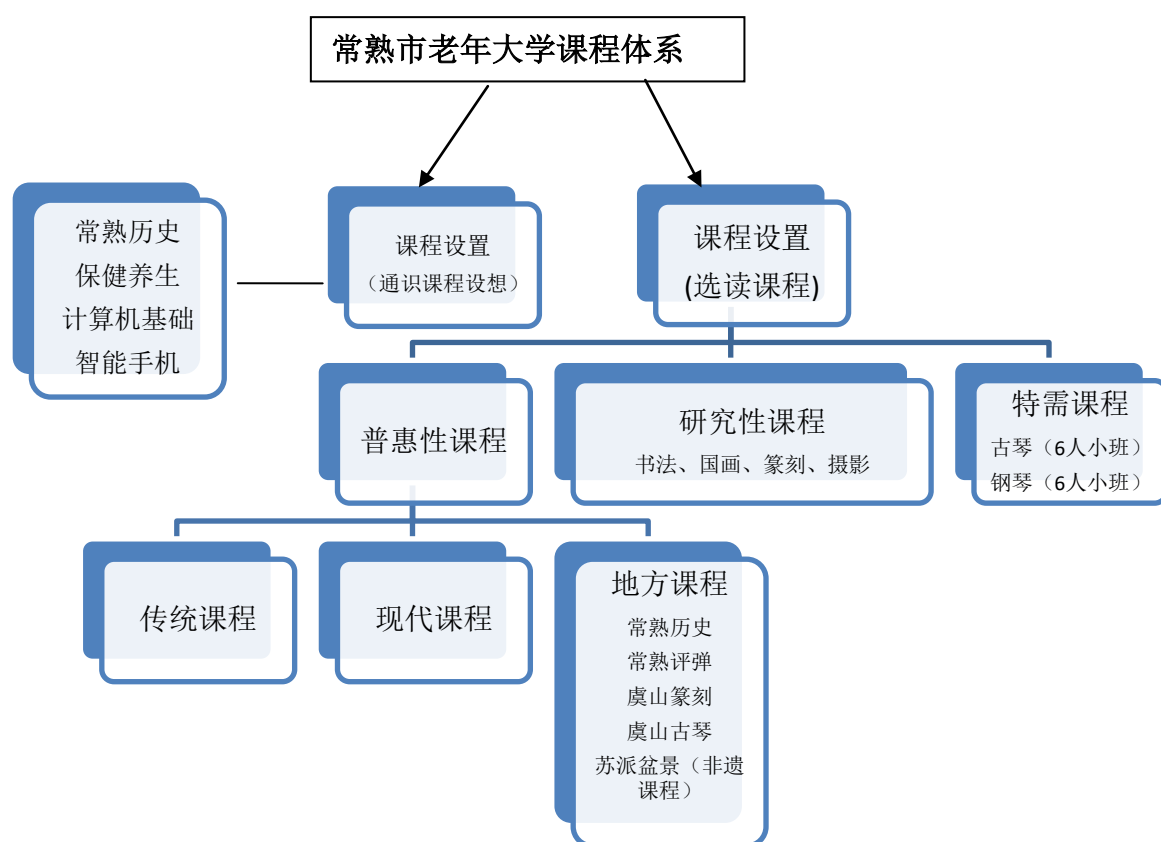 常熟市老年大学课程体系
常熟历史
保健养生
计算机基础
智能手机
课程设置
（通识课程设想）
课程设置
(选读课程)
普惠性课程
研究性课程
书法、国画、篆刻、摄影
特需课程
古琴（6人小班）
钢琴（6人小班）
传统课程
现代课程
地方课程
常熟历史
常熟评弹
虞山篆刻
虞山古琴
苏派盆景（非遗
课程）